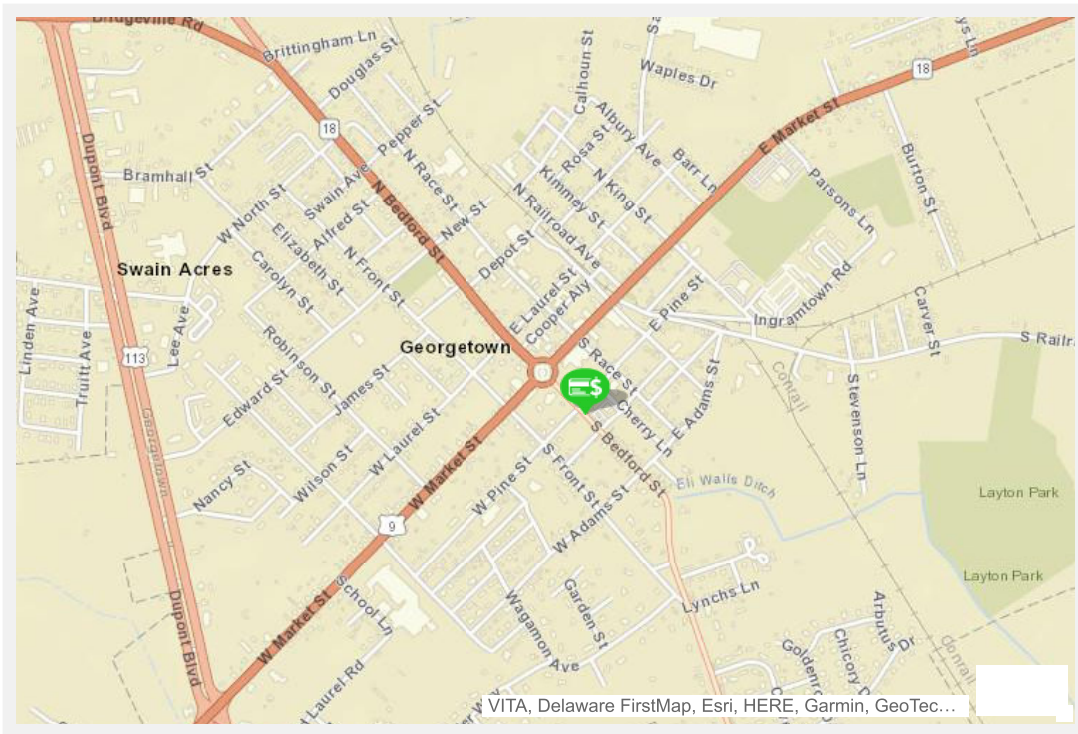 Bridgeville Rd
Brittingham Ln
Douglas St
Calhoun St
Waples Dr
18
E Market St
18
Dupont Blvd
Bramhall St
Pepper St
Albury Ave
Rosa St
Barr Ln
Burton St
Parsons Ln
N Race St
Swain Ave
W North St
Alfred St
N Bedford St
New St
Kimmey St
N King St
N Railroad Ave
Elizabeth St
N Front St
Carolyn St
Depot St
Swain Acres
E Laurel St
Cooper Aly
E Pine St
Ingramtown Rd
Carver St
Linden Ave
Truitt Ave
Lee Ave
113
Robinson St
Georgetown
S Race St
S Railr
$
Edward St
James St
Conrail
Stevenson Ln
E Adams St
Cherry Ln
Georgetown
W Laurel St
W Market St
S Bedford St
S Front St
Nancy St
Wilson St
W Pine St
Eli Walls Ditch
Layton Park
9
W Adams St
School Ln
Layton Park
Dupont Blvd
W Market St
Wagamon Ave
Garden St
Lynchs Ln
Arbutus Dr
Chicory D
Goldenro
Conrail
t Laurel Rd
VITA, Delaware FirstMap, Esri, HERE, Garmin, GeoTec…